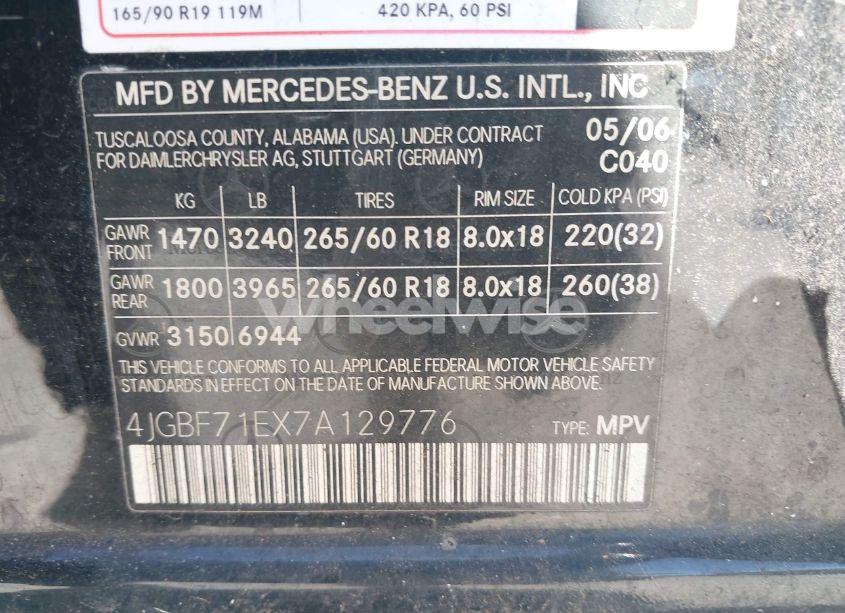 165/90 R19 119M 420 KPA, 60 PSI
MFD BY MERCEDES-BENZ U.S. INTL., INC
TUSCALOOSA COUNTY, ALABAMA (USA). UNDER CONTRACT 05/06
FOR DAIMLERCHRYSLER AG, STUTTGART (GERMANY) C040
KG LB TIRES RIM SIZE COLD KPA (PSI)
GAWR FRONT 1470 3240 265/60 R18 8.0x18 220(32)
GAWR REAR 1800 3965 265/60 R18 8.0x18 260(38)
wheelwise
GVWR 3150 6944
THIS VEHICLE CONFORMS TO ALL APPLICABLE FEDERAL MOTOR VEHICLE SAFETY
STANDARDS IN EFFECT ON THE DATE OF MANUFACTURE SHOWN ABOVE.
4JGBF71EX7A129776 TYPE: MPV